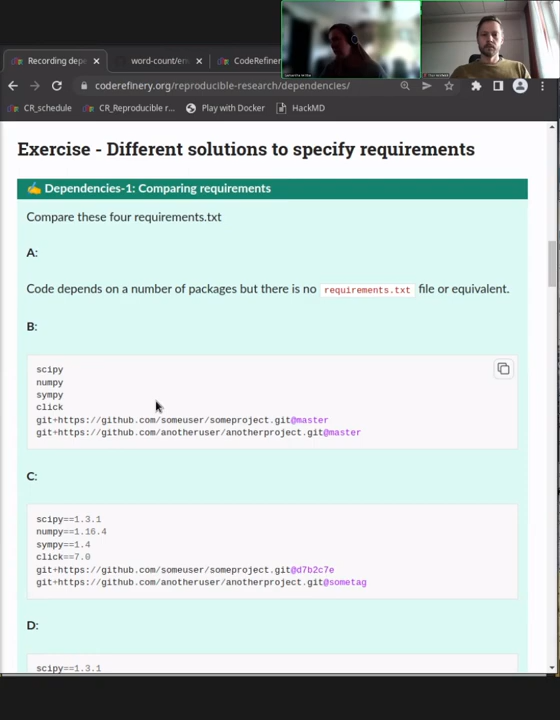 Recording depe
word-count/en
CodeRefiner
coderefinery.org/reproducible-research/dependencies/
CR_schedule
CR_Reproducible r...
Play with Docker
HackMD
Exercise - Different solutions to specify requirements
✍️ Dependencies-1: Comparing requirements
Compare these four requirements.txt
A:
Code depends on a number of packages but there is no requirements.txt file or equivalent.
B:
scipy
numpy
sympy
click
git+https://github.com/someuser/someproject.git@master
git+https://github.com/anotheruser/anotherproject.git@master
C:
scipy==1.3.1
numpy==1.16.4
sympy==1.4
click==7.0
git+https://github.com/someuser/someproject.git@d7b2c7e
git+https://github.com/anotheruser/anotherproject.git@sometag
D:
scipy==1.3.1